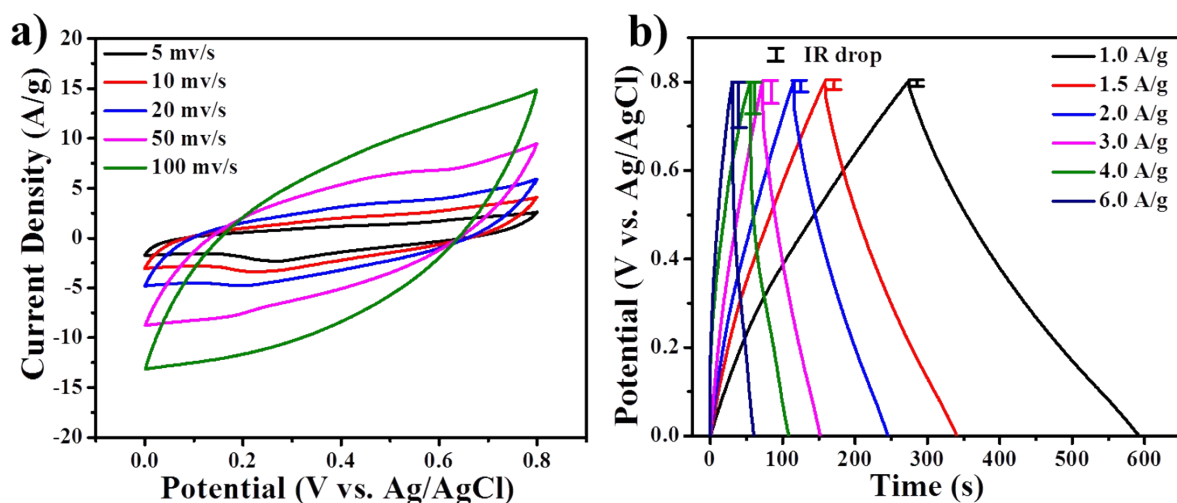 a)
20
15
10
5
0
-5
-10
-15
-20
Current Density (A/g)
5 mv/s
10 mv/s
20 mv/s
50 mv/s
100 mv/s
0.0 0.2 0.4 0.6 0.8
Potential (V vs. Ag/AgCl)
b)
IR drop
0.8
0.6
0.4
0.2
0.0
Potential (V vs. Ag/AgCl)
1.0 A/g
1.5 A/g
2.0 A/g
3.0 A/g
4.0 A/g
6.0 A/g
0 100 200 300 400 500 600
Time (s)